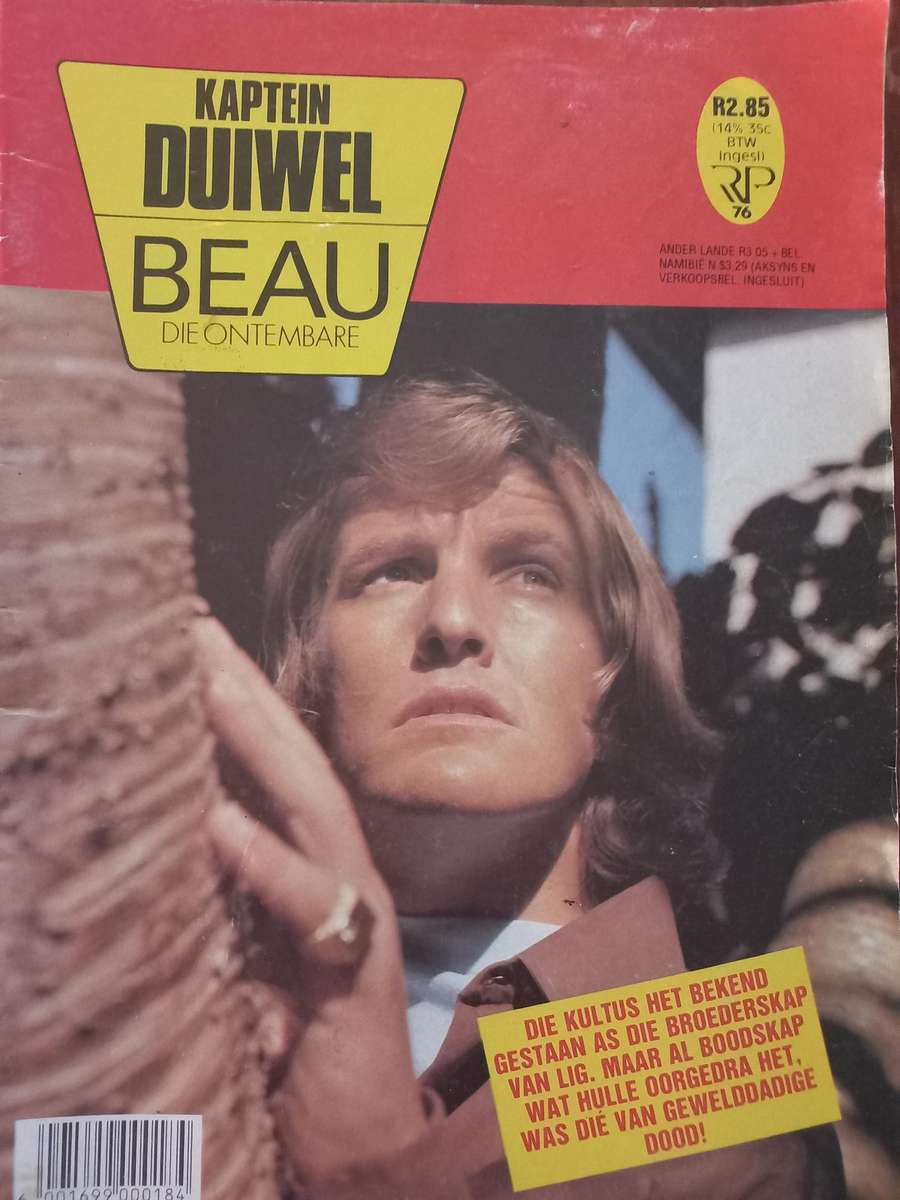 KAPTEIN
DUIWEL
BEAU
DIE ONTEMBARE
R2.85
(14% 35c
BTW
ingesl)
RP
76
ANDER LANDE R3 05 + BEL.
NAMIBIË N $3,29 (AKSYNS EN
VERKOOPSBEL. INGESLUIT)
DIE KULTUS HET BEKEND
GESTAAN AS DIE BROEDERSKAP
VAN LIG. MAAR AL BOODSKAP
WAT HULLE OORGEDRA HET,
WAS DIÉ VAN GEWELDDADIGE
DOOD!
001699 000184